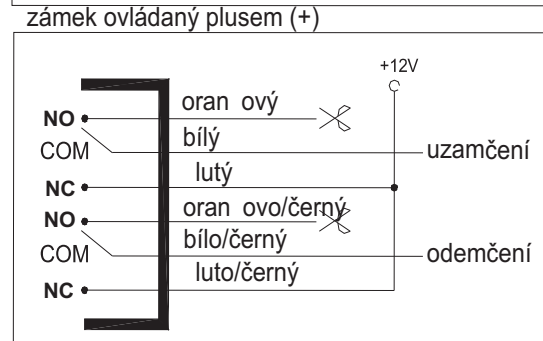 zámek ovládaný plusem (+)
+12V
oran ový
NO
bílý
COM
uzamčení
lutý
NC
oran ovo/černý
NO
bílo/černý
COM
odemčení
luto/černý
NC